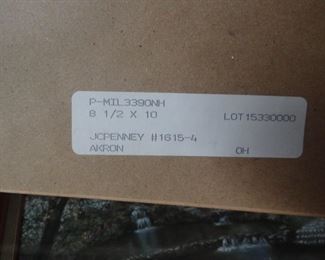 P-MIL3390NH
8 1/2 X 10 LOT15330000
JCPENNEY #1615-4
AKRON OH